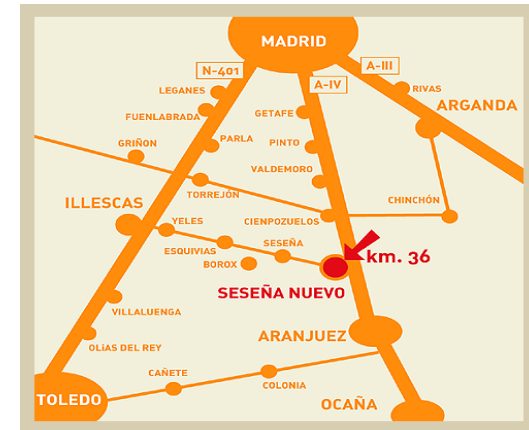 MADRID
N-401
A-IV
A-III
LEGANES
RIVAS
FUENLABRADA
GETAFE
ARGANDA
GRIÑON
PARLA
PINTO
VALDEMORO
TORREJÓN
CHINCHÓN
ILLESCAS
YELES
CIENPOZUELOS
ESQUIVIAS
SESEÑA
BOROX
km. 36
SESEÑA NUEVO
VILLALUENGA
ARANJUEZ
OLiAS DEL REY
CAÑETE
COLONIA
TOLEDO
OCAÑA